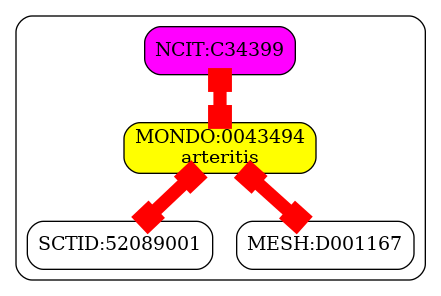 NCIT:C34399
MONDO:0043494
arteritis
SCTID:52089001
MESH:D001167